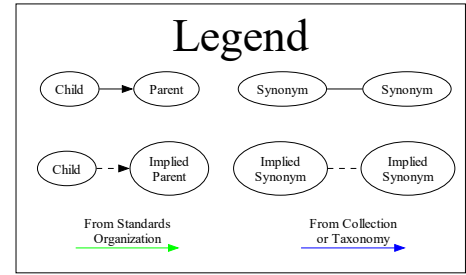 Legend
Child
Parent
Synonym
Synonym
Child
Implied
Parent
Implied
Synonym
Implied
Synonym
From Standards
Organization
From Collection
or Taxonomy